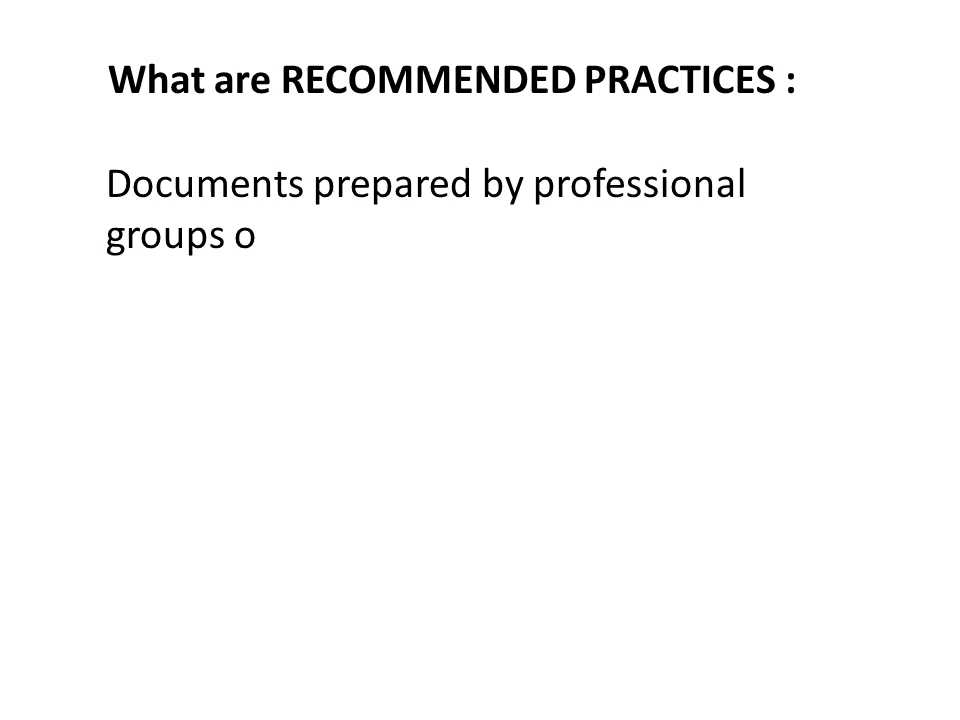 What are RECOMMENDED PRACTICES :
Documents prepared by professional
groups o